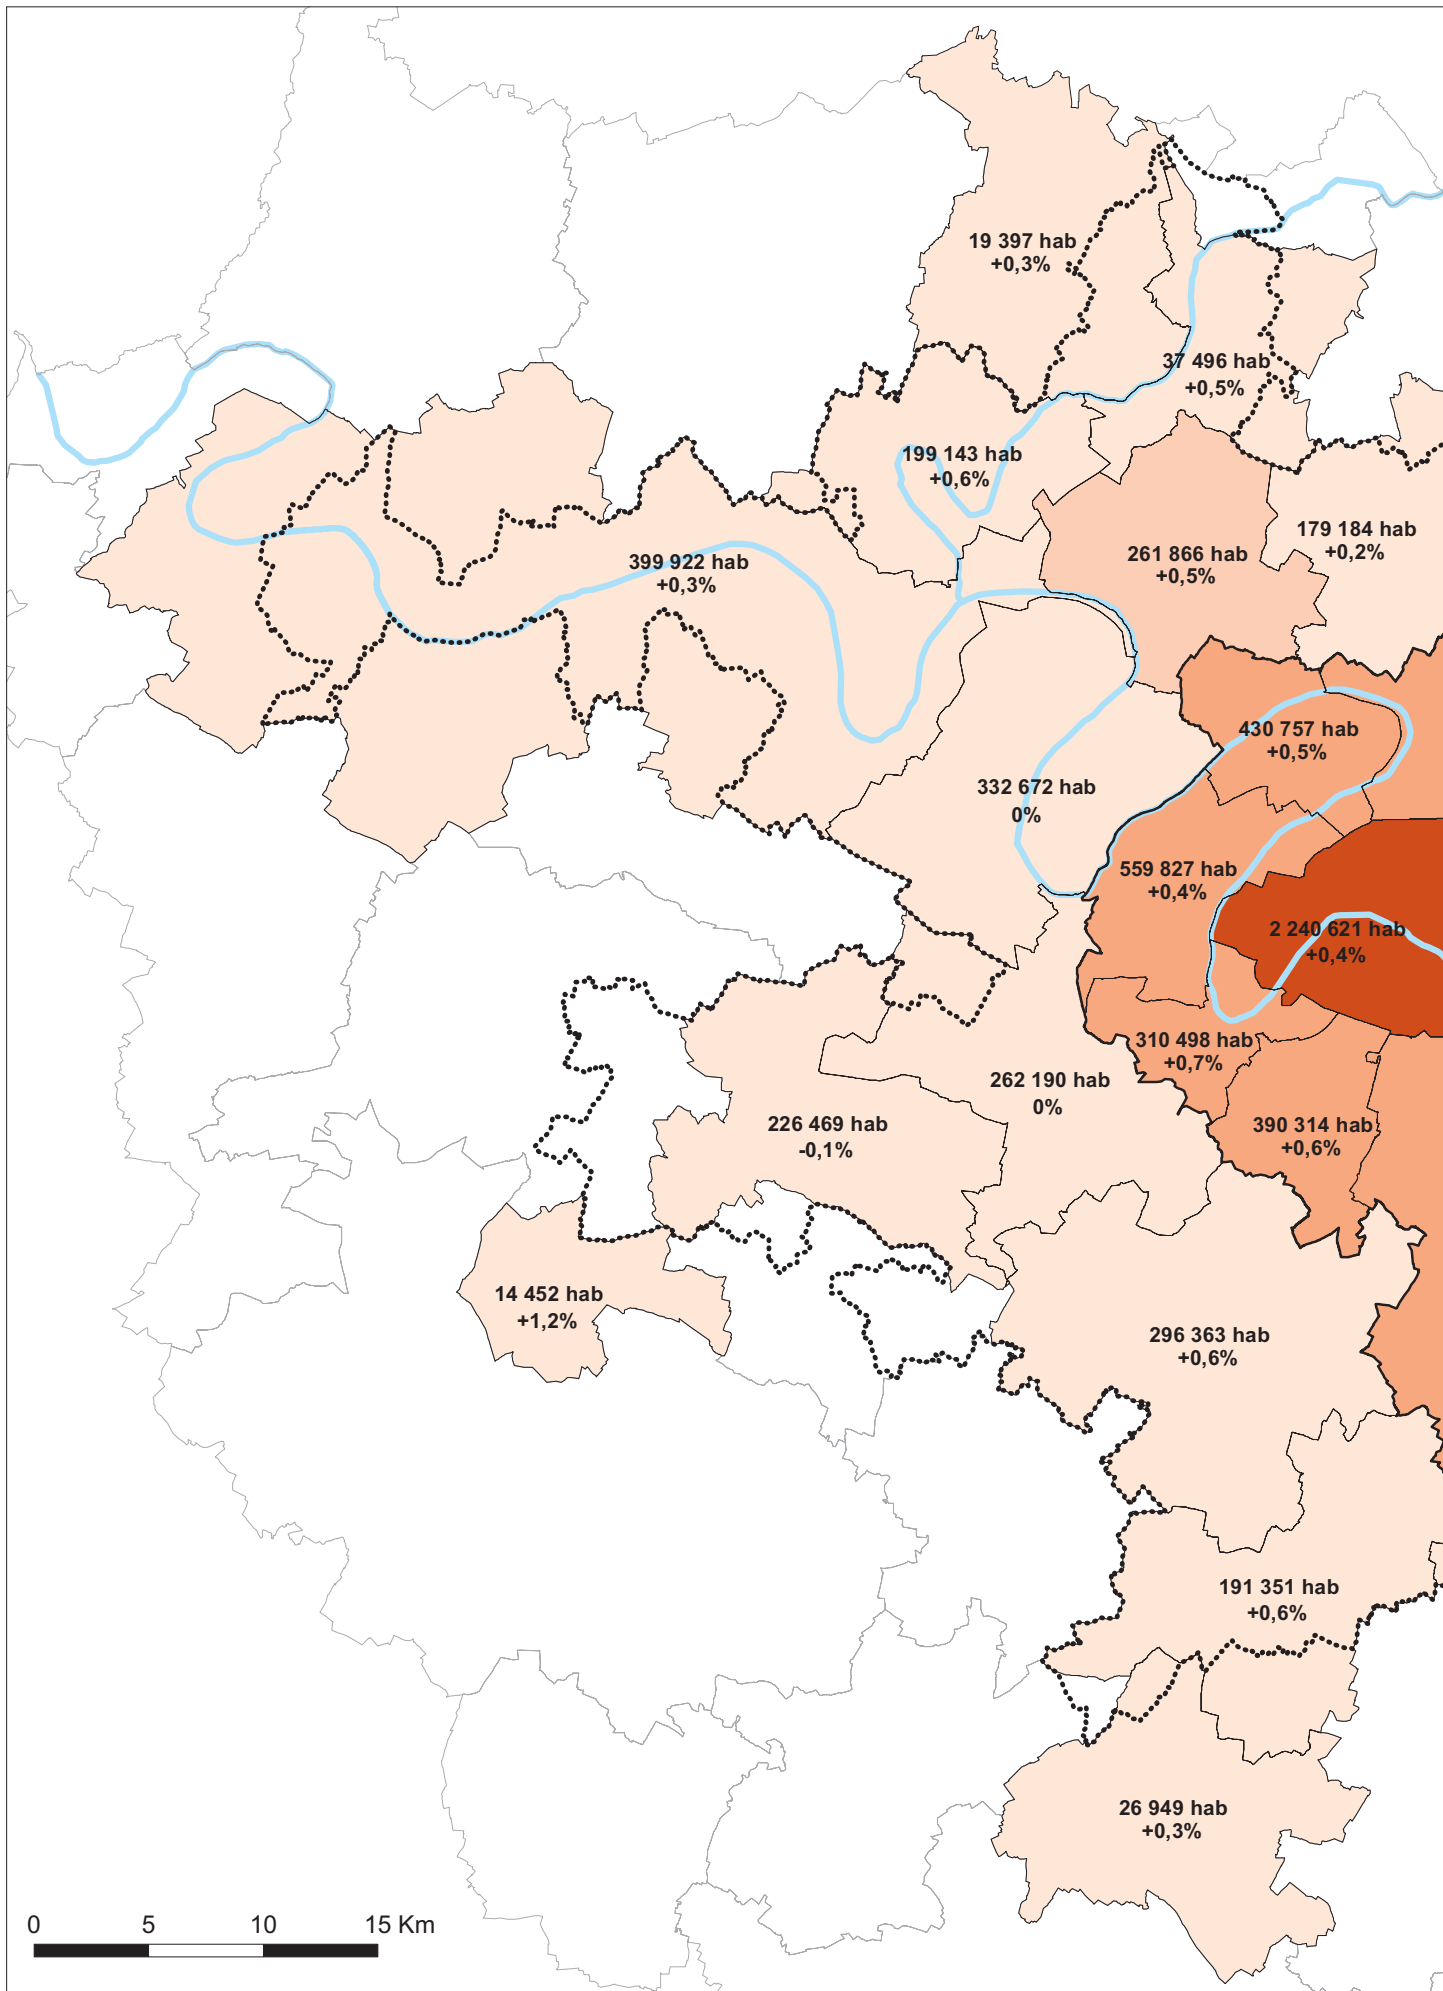 19 397 hab
+0,3%
37 496 hab
+0,5%
199 143 hab
+0,6%
179 184 hab
+0,2%
261 866 hab
+0,5%
399 922 hab
+0,3%
430 757 hab
+0,5%
332 672 hab
0%
559 827 hab
+0,4%
2 240 621 hab
+0,4%
310 498 hab
+0,7%
262 190 hab
0%
226 469 hab
-0,1%
390 314 hab
+0,6%
14 452 hab
+1,2%
296 363 hab
+0,6%
191 351 hab
+0,6%
26 949 hab
+0,3%
0 5 10 15 Km